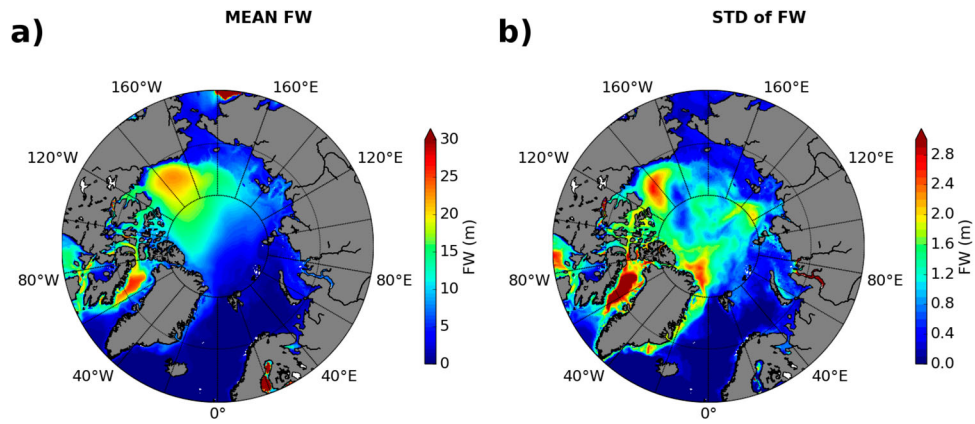 a)
MEAN FW
160°W
160°E
120°W
120°E
80°W
80°E
40°W
40°E
0°
30
25
20
15
10
5
0
FW (m)
b)
STD of FW
160°W
160°E
120°W
120°E
80°W
80°E
40°W
40°E
0°
2.8
2.4
2.0
1.6
1.2
0.8
0.4
0.0
FW (m)